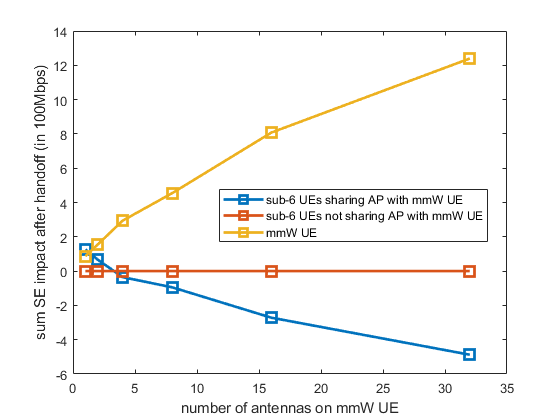 14
12
10
8
6
4
2
0
-2
-4
-6
sum SE impact after handoff (in 100Mbps)
sub-6 UEs sharing AP with mmW UE
sub-6 UEs not sharing AP with mmW UE
mmW UE
0 5 10 15 20 25 30 35
number of antennas on mmW UE